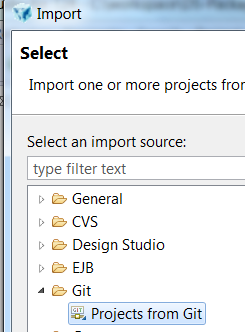 Import
Select
Import one or more projects from
Select an import source:
type filter text
General
CVS
Design Studio
EJB
Git
GIT
Projects from Git